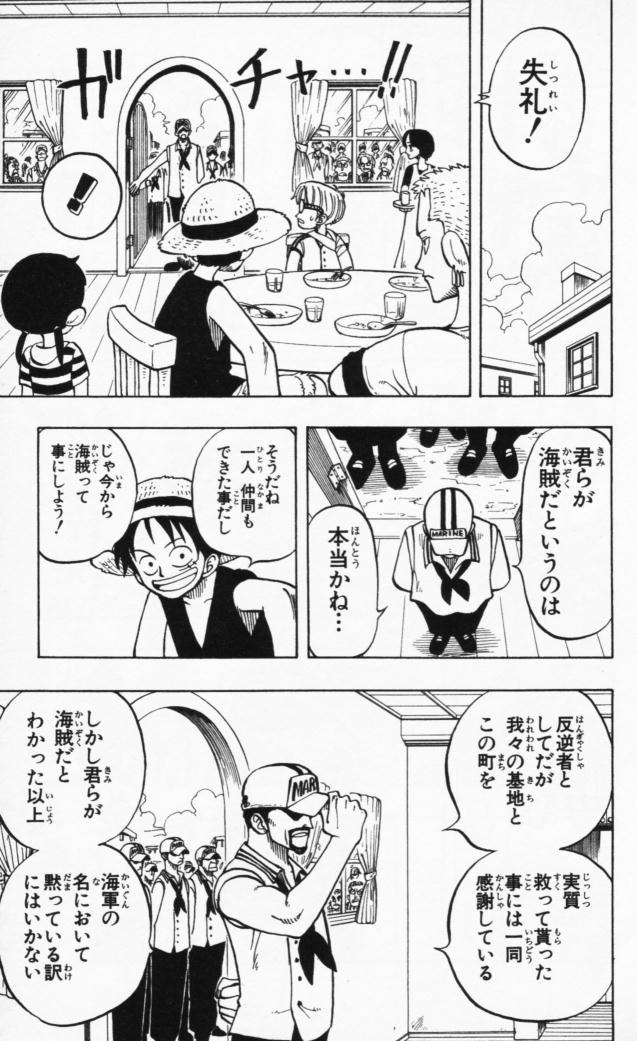 失礼！
ガチャ…!!
！
君らが
海賊だというのは
本当かね…
そうだね
一人 仲間も
できた事だし
じゃ今から
海賊って
事にしよう！
MARINE
反逆者と
してだが
我々の基地と
この町を
実質
救って貰った
事には一同
感謝している
MAR
しかし君らが
海賊だと
わかった以上
海軍の
名において
黙っている訳
にはいかない